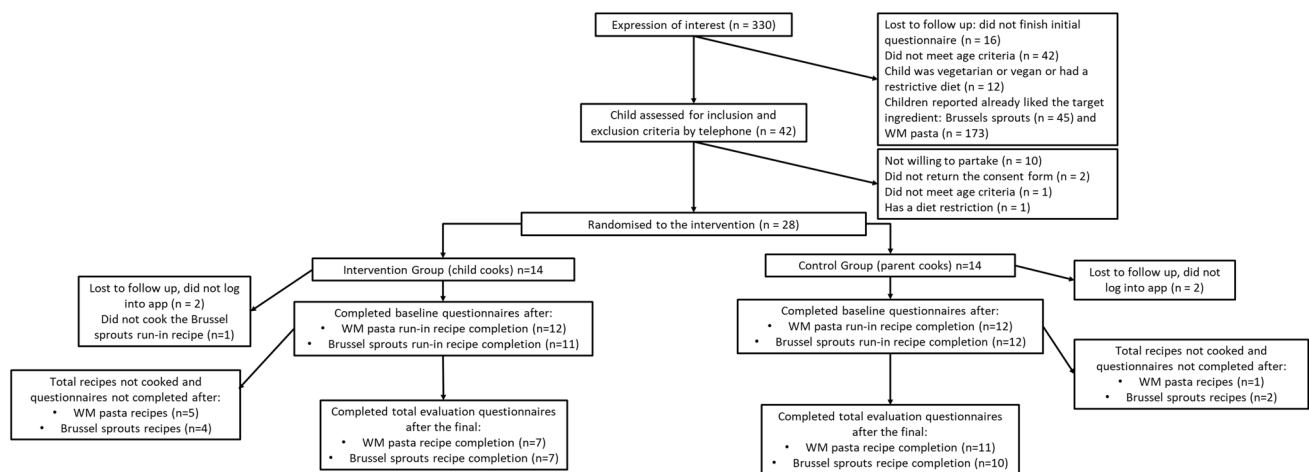 Expression of interest (n = 330)
Lost to follow up: did not finish initial
questionnaire (n = 16)
Did not meet age criteria (n = 42)
Child was vegetarian or vegan or had a
restrictive diet (n = 12)
Children reported already liked the target
ingredient: Brussels sprouts (n = 45) and
WM pasta (n = 173)
Child assessed for inclusion and
exclusion criteria by telephone (n = 42)
Not willing to partake (n = 10)
Did not return the consent form (n = 2)
Did not meet age criteria (n = 1)
Has a diet restriction (n = 1)
Randomised to the intervention (n = 28)
Intervention Group (child cooks) n=14
Lost to follow up, did not log
into app (n = 2)
Did not cook the Brussel
sprouts run-in recipe (n=1)
Completed baseline questionnaires after:
• WM pasta run-in recipe completion (n=12)
• Brussel sprouts run-in recipe completion (n=11)
Total recipes not cooked and
questionnaires not completed after:
• WM pasta recipes (n=5)
• Brussel sprouts recipes (n=4)
Completed total evaluation questionnaires
after the final:
• WM pasta recipe completion (n=7)
• Brussel sprouts recipe completion (n=7)
Control Group (parent cooks) n=14
Lost to follow up, did not
log into app (n = 2)
Completed baseline questionnaires after:
• WM pasta run-in recipe completion (n=12)
• Brussel sprouts run-in recipe completion (n=12)
Total recipes not cooked and
questionnaires not completed after:
• WM pasta recipes (n=1)
• Brussel sprouts recipes (n=2)
Completed total evaluation questionnaires
after the final:
• WM pasta recipe completion (n=11)
• Brussel sprouts recipe completion (n=10)